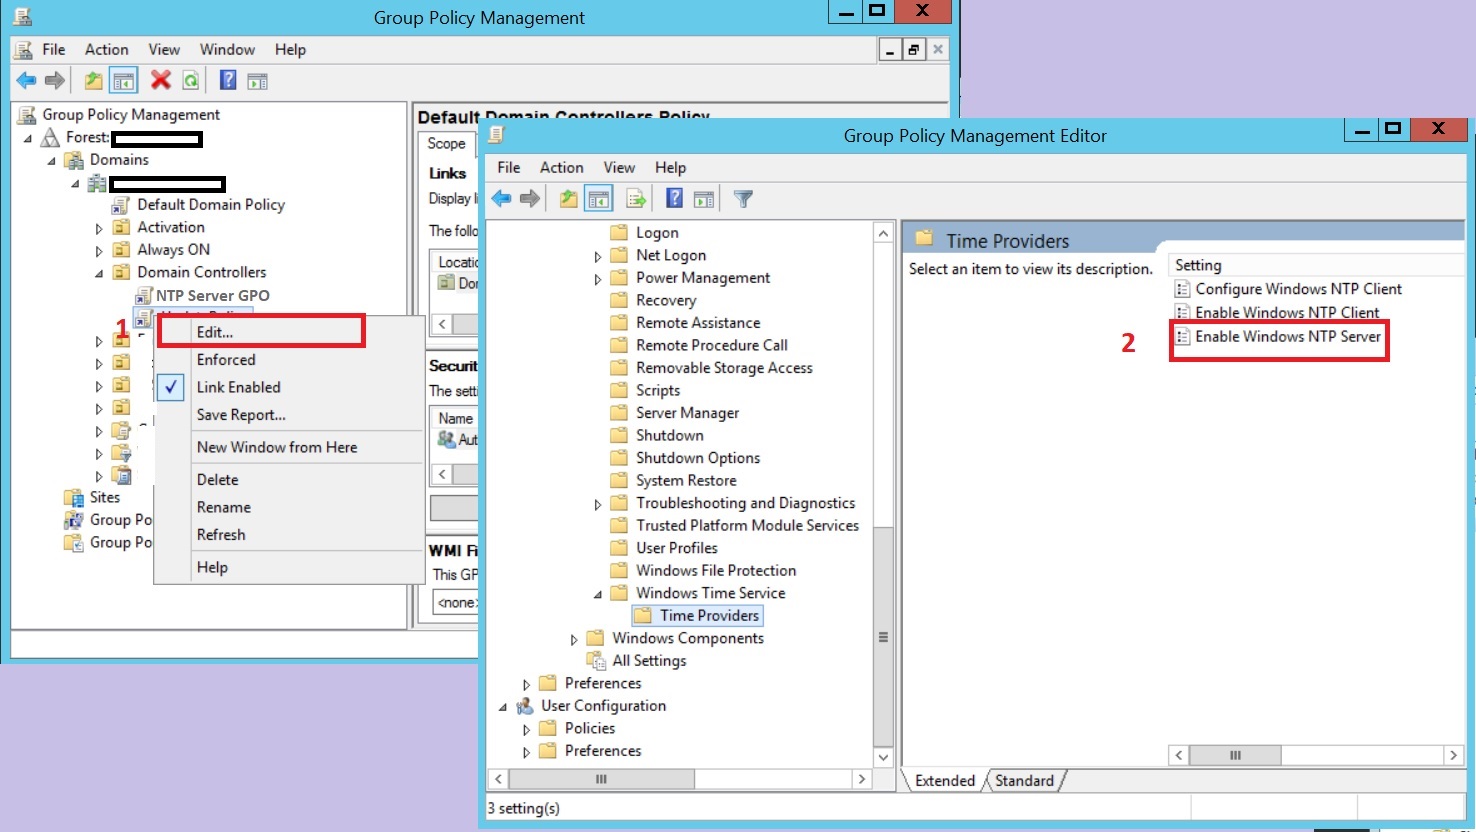 Group Policy Management
File Action View Window Help
Group Policy Management
Forest:
Domains
Default Domain Policy
Activation
Always ON
Domain Controllers
NTP Server GPO
1
Edit...
Enforced
Link Enabled
Save Report...
New Window from Here
Delete
Rename
Refresh
Help
Sites
Group Po
Group Po
Default Domain Controllers Policy
Scope
Links
Display l
The follo
Locatio
Dor
Securit
The setti
Name
Aut
WMI Fi
This GP
<none>
Group Policy Management Editor
File Action View Help
Logon
Net Logon
Power Management
Recovery
Remote Assistance
Remote Procedure Call
Removable Storage Access
Scripts
Server Manager
Shutdown
Shutdown Options
System Restore
Troubleshooting and Diagnostics
Trusted Platform Module Services
User Profiles
Windows File Protection
Windows Time Service
Time Providers
Windows Components
All Settings
Preferences
User Configuration
Policies
Preferences
Time Providers
Select an item to view its description.
Setting
Configure Windows NTP Client
Enable Windows NTP Client
2
Enable Windows NTP Server
Extended Standard
3 setting(s)